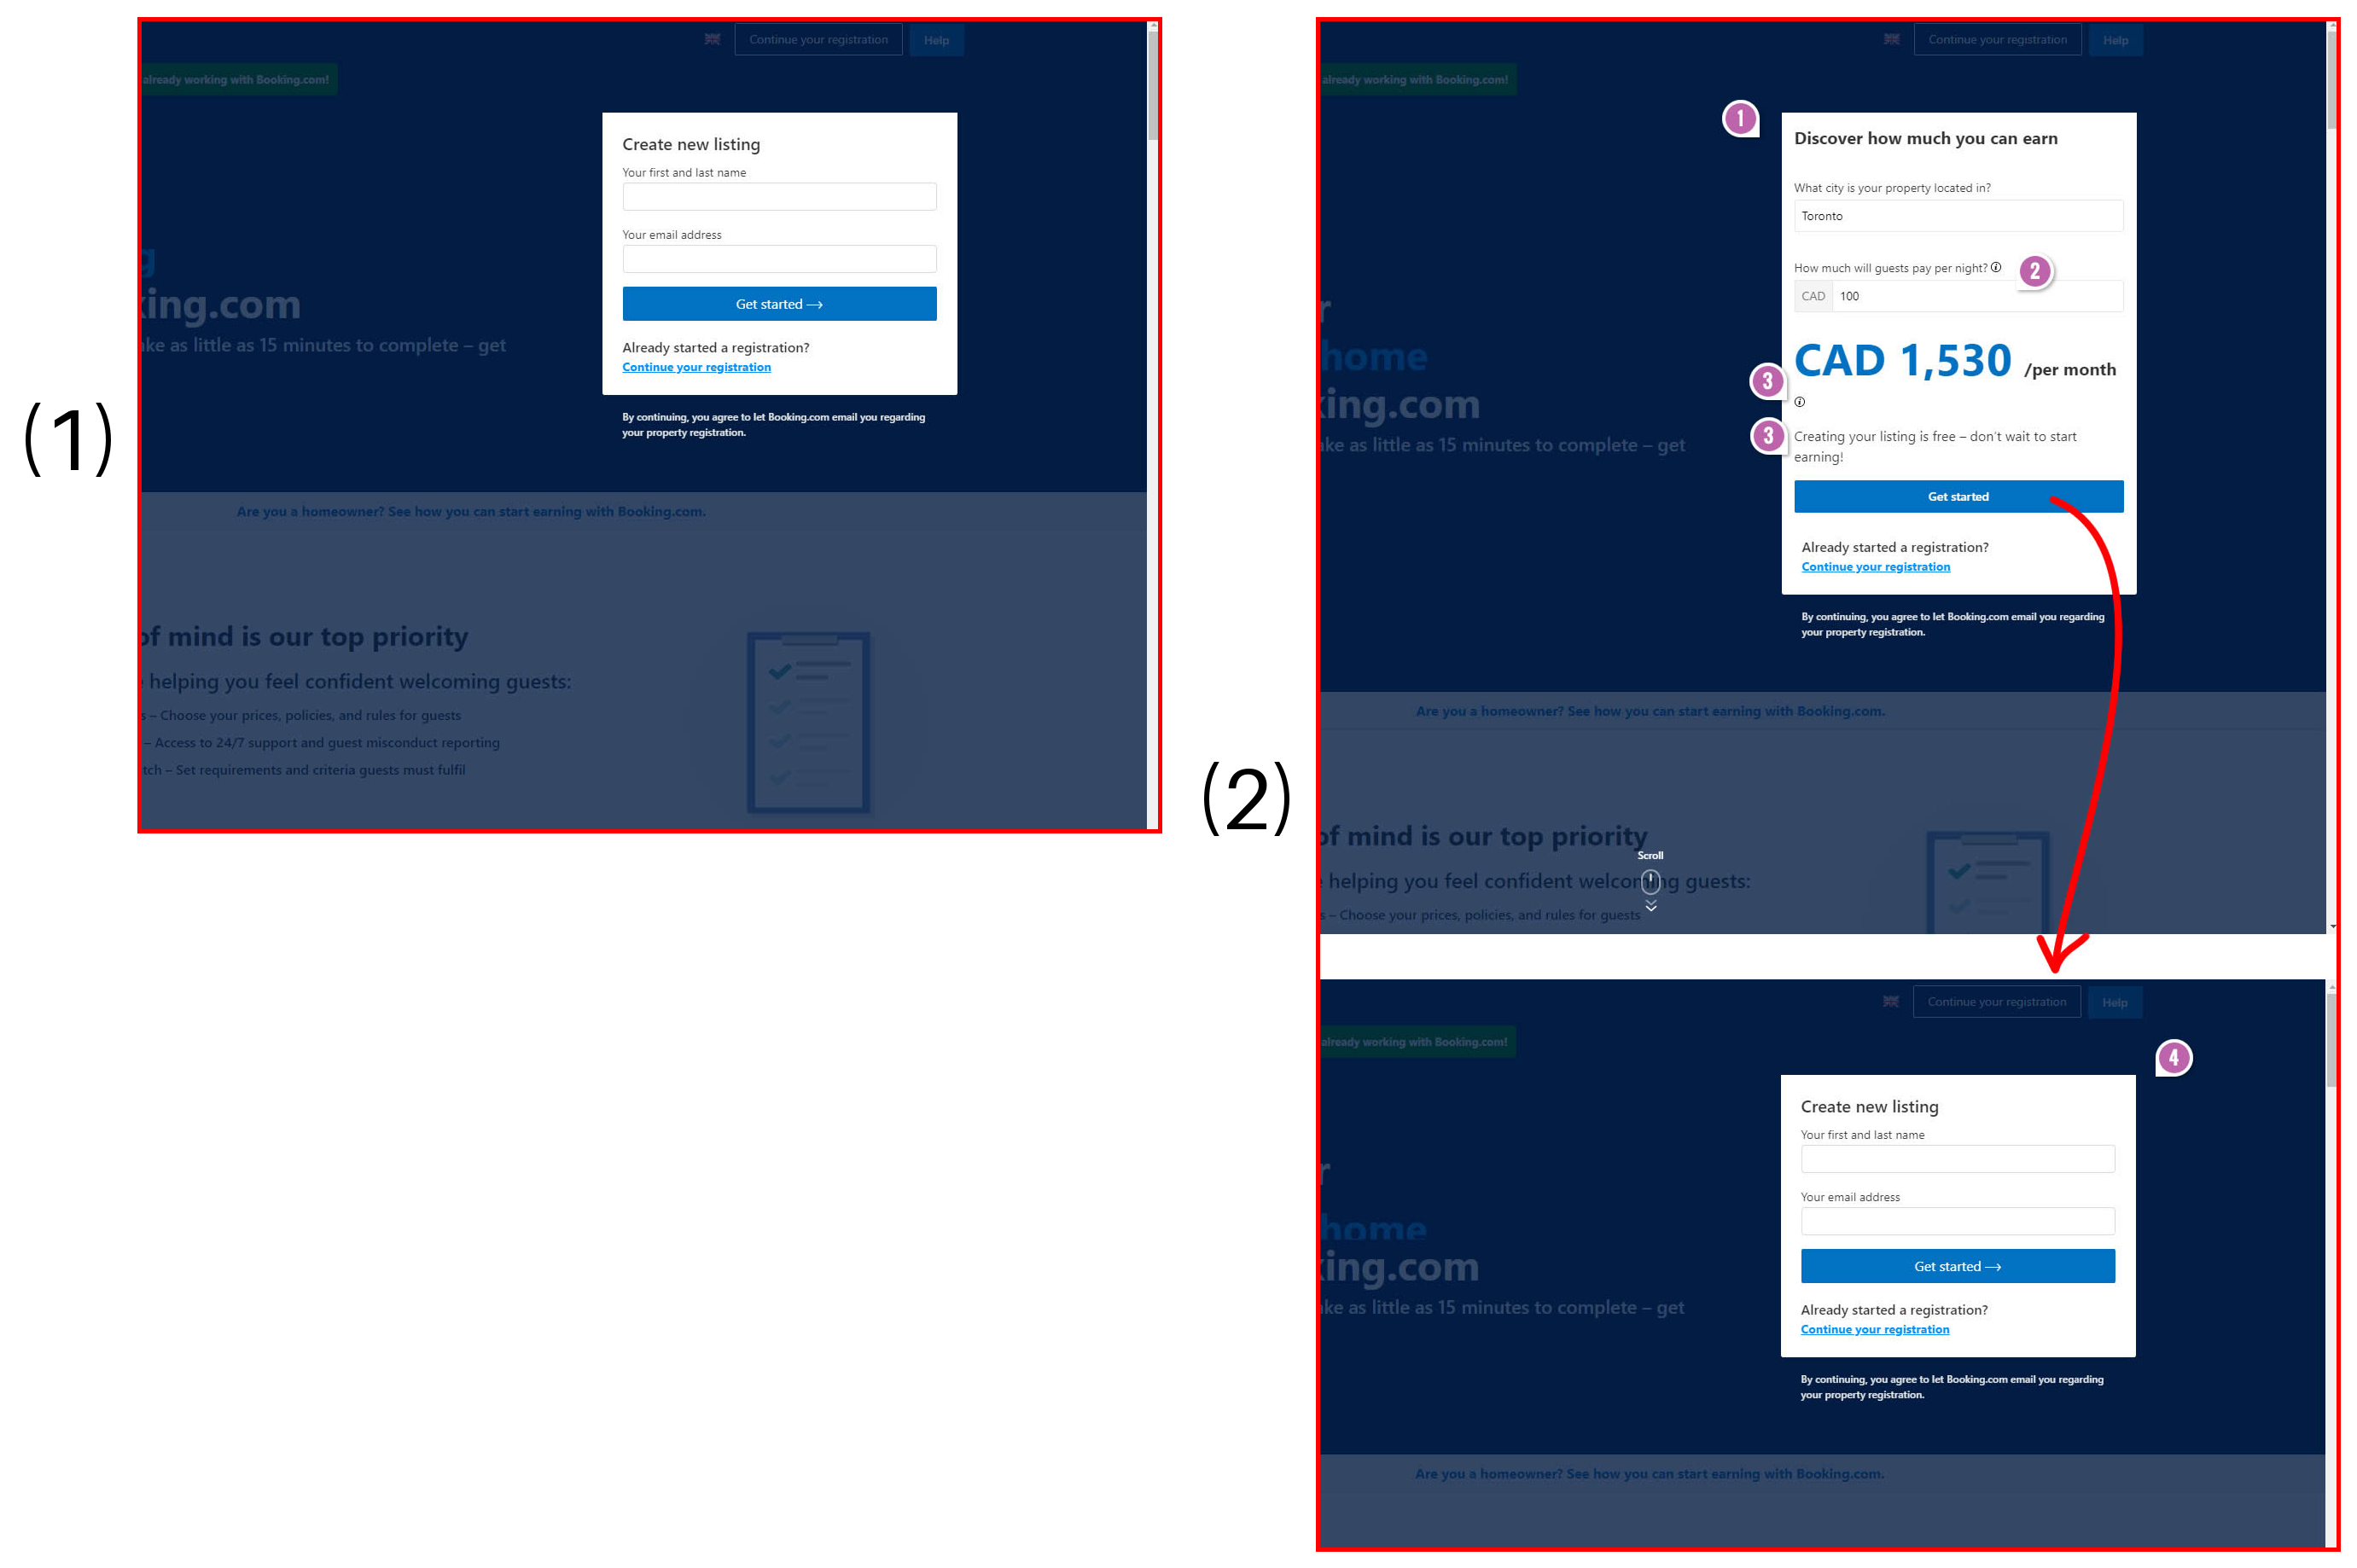 (1)
Continue your registration
Help
already working with Booking.com!
Create new listing
Your first and last name
Your email address
Get started →
Already started a registration?
Continue your registration
By continuing, you agree to let Booking.com email you regarding
your property registration.
g
ing.com
ke as little as 15 minutes to complete – get
Are you a homeowner? See how you can start earning with Booking.com.
of mind is our top priority
helping you feel confident welcoming guests:
s – Choose your prices, policies, and rules for guests
– Access to 24/7 support and guest misconduct reporting
tch – Set requirements and criteria guests must fulfil
(2)
Continue your registration
Help
already working with Booking.com!
1
Discover how much you can earn
What city is your property located in?
Toronto
How much will guests pay per night?
2
CAD 100
CAD 1,530 /per month
3
3
Creating your listing is free – don't wait to start
earning!
Get started
Already started a registration?
Continue your registration
By continuing, you agree to let Booking.com email you regarding
your property registration.
r
home
king.com
ke as little as 15 minutes to complete – get
Are you a homeowner? See how you can start earning with Booking.com.
of mind is our top priority
Scroll
helping you feel confident welcoming guests:
s – Choose your prices, policies, and rules for guests
Continue your registration
Help
already working with Booking.com!
4
Create new listing
Your first and last name
Your email address
Get started →
Already started a registration?
Continue your registration
By continuing, you agree to let Booking.com email you regarding
your property registration.
r
home
king.com
ke as little as 15 minutes to complete – get
Are you a homeowner? See how you can start earning with Booking.com.